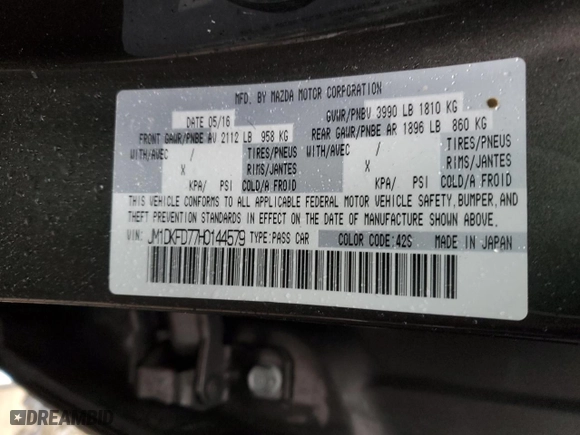 MFD. BY MAZDA MOTOR CORPORATION
DATE 05/16 GVWR/PNBV 3990 LB 1810 KG
FRONT GAWR/PNBE AV 2112 LB 958 KG REAR GAWR/PNBE AR 1896 LB 860 KG
WITH/AVEC / TIRES/PNEUS WITH/AVEC / TIRES/PNEUS
X RIMS/JANTES X RIMS/JANTES
KPA/ PSI COLD/A FROID KPA/ PSI COLD/A FROID
THIS VEHICLE CONFORMS TO ALL APPLICABLE FEDERAL MOTOR VEHICLE SAFETY, BUMPER, AND
THEFT PREVENTION STANDARDS IN EFFECT ON THE DATE OF MANUFACTURE SHOWN ABOVE.
VIN: JM1DKFD77H0144579 TYPE:PASS CAR COLOR CODE:42S MADE IN JAPAN
DREAMBID